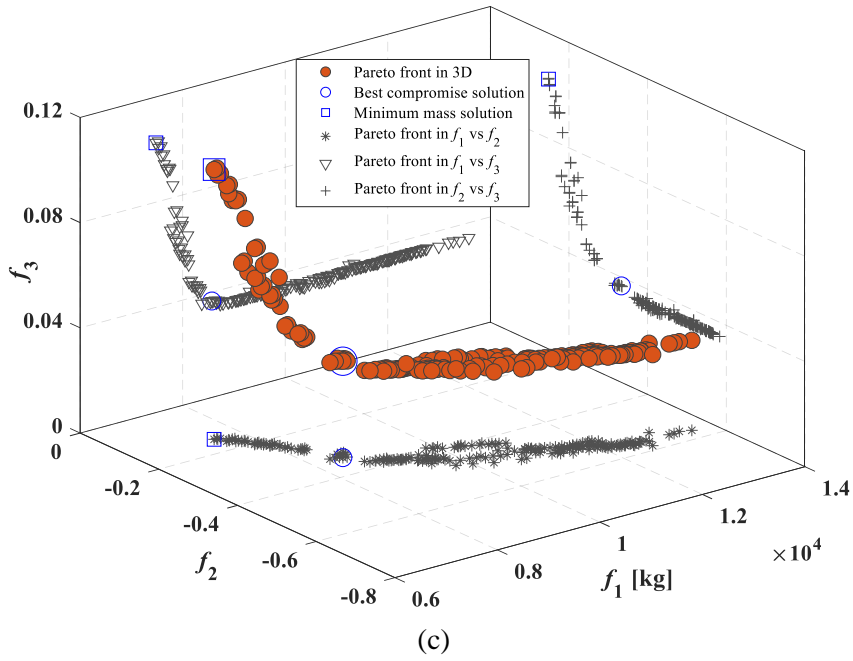 Pareto front in 3D
Best compromise solution
Minimum mass solution
Pareto front in f1 vs f2
Pareto front in f1 vs f3
Pareto front in f2 vs f3
0.12
0.08
0.04
0
f3
0
-0.2
-0.4
-0.6
-0.8
f2
0.6
0.8
1
1.2
1.4
×10^4
f1 [kg]
(c)